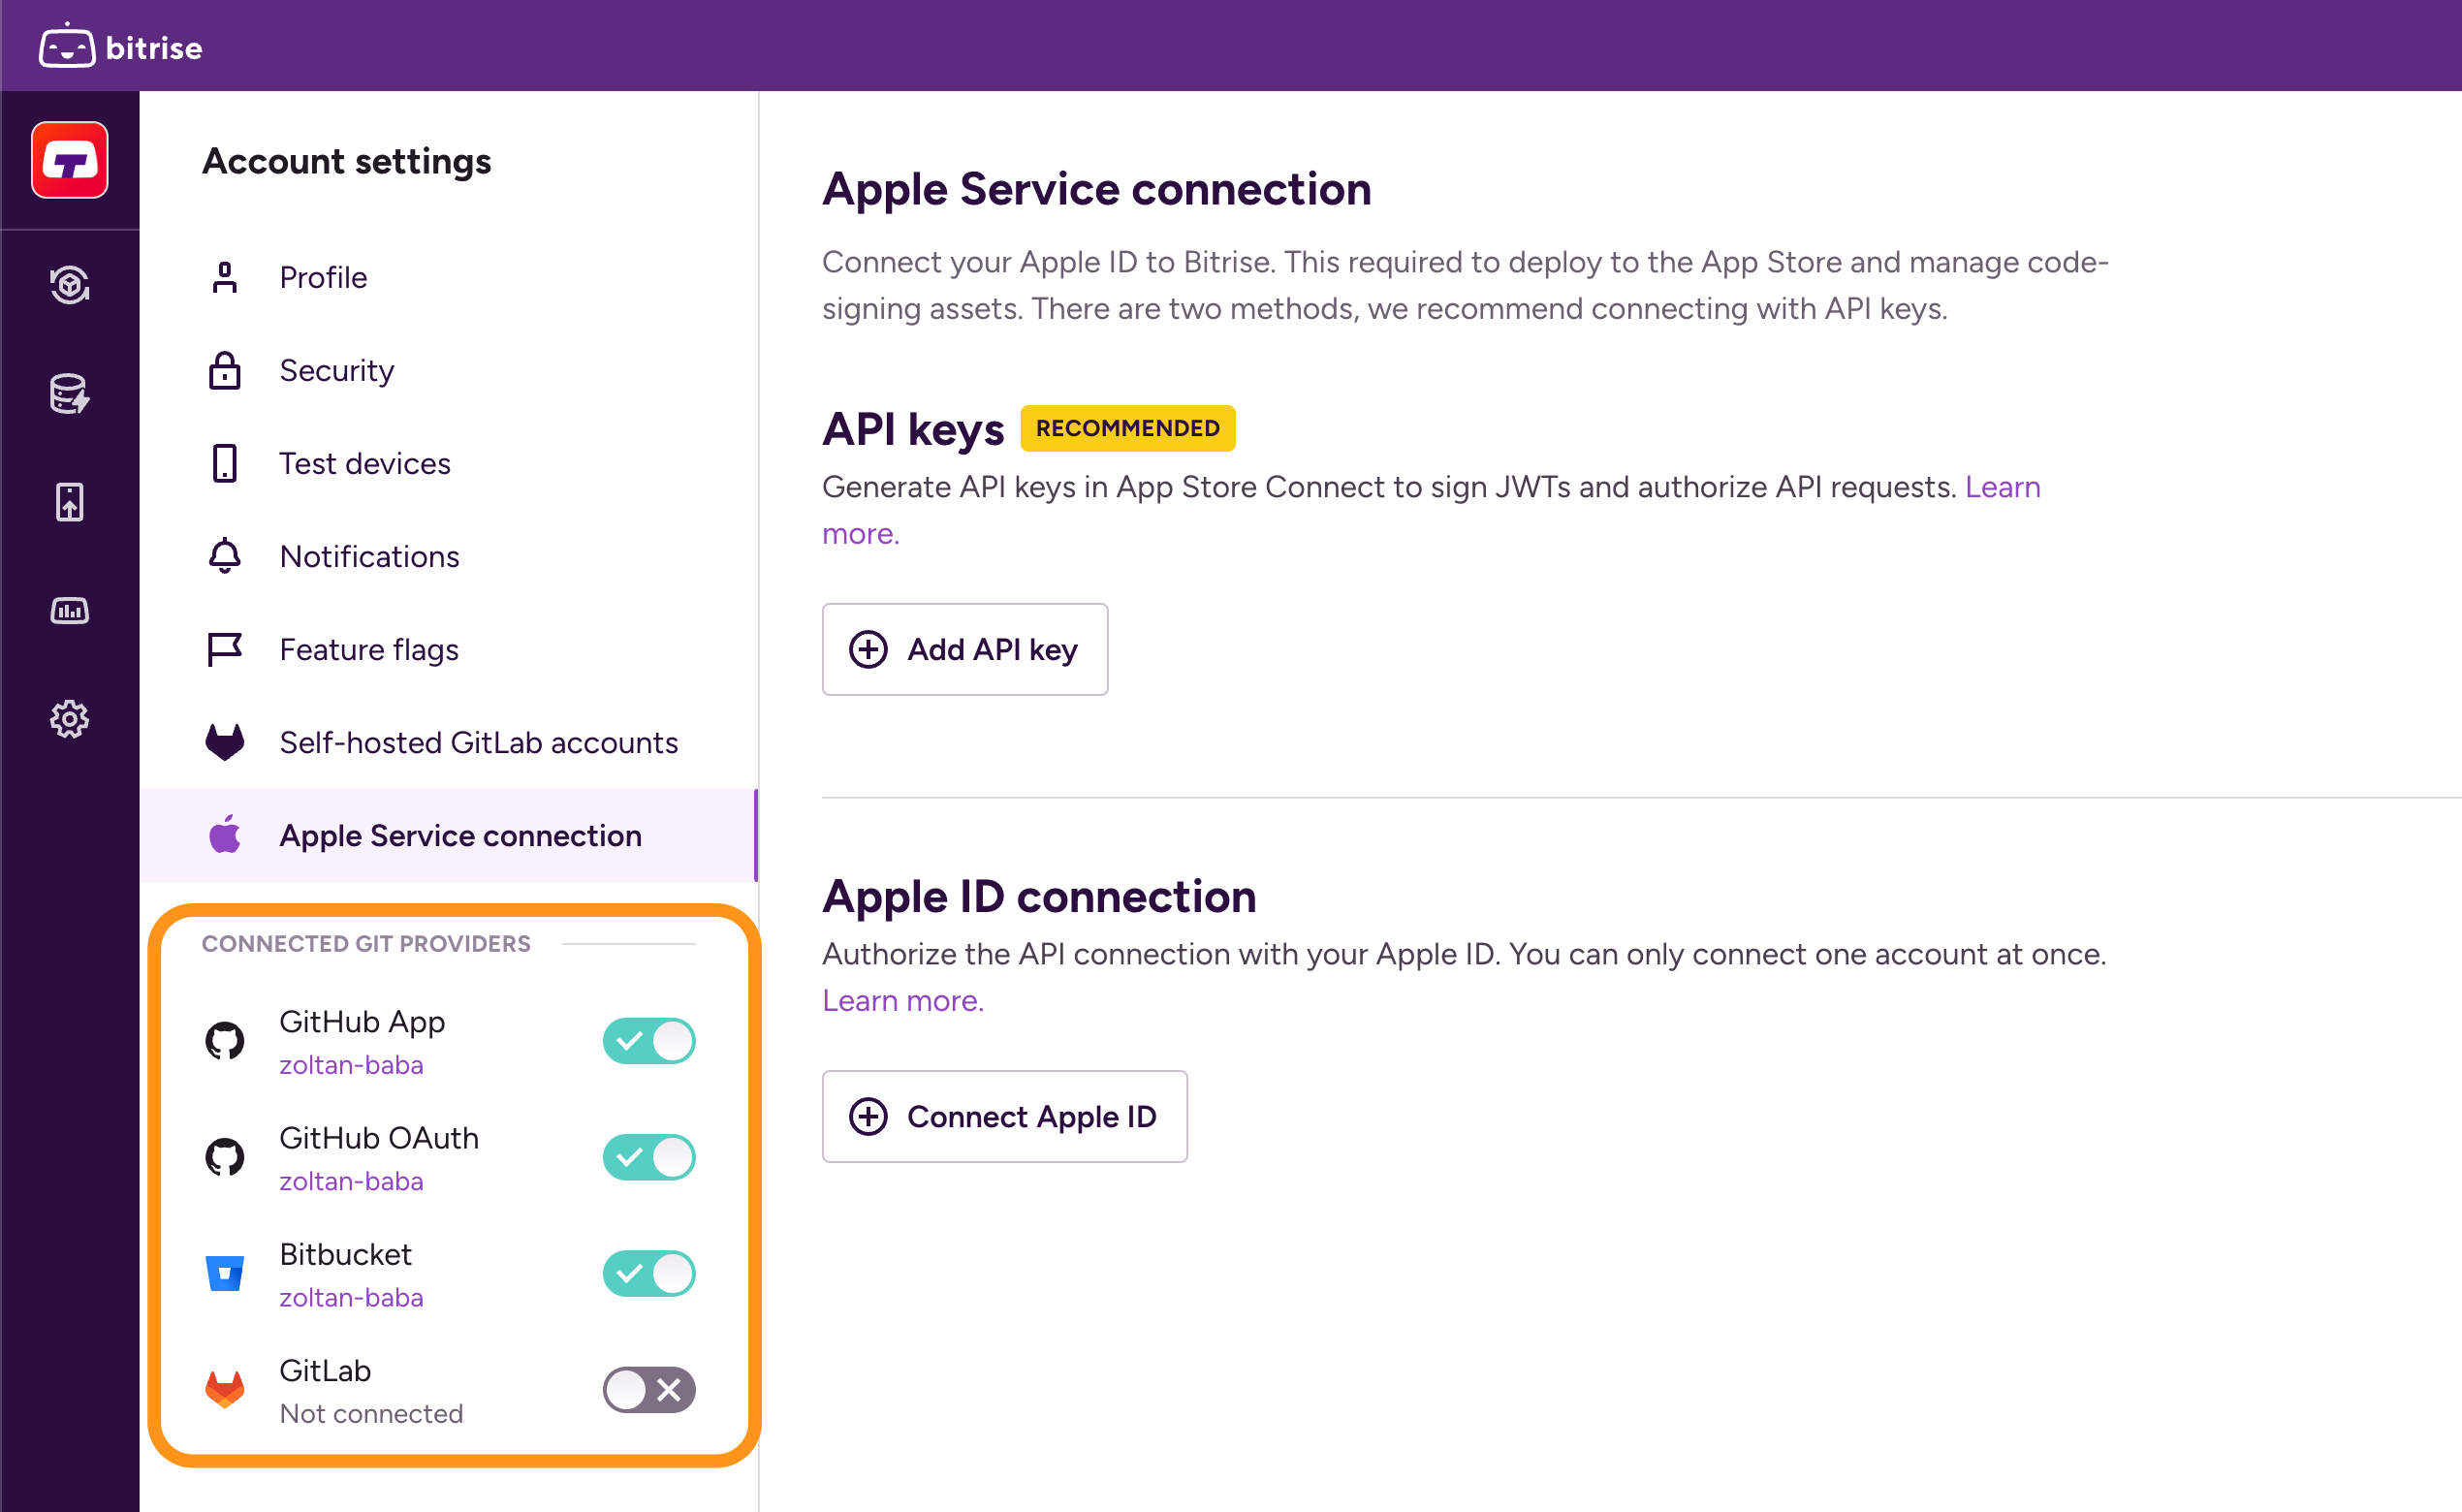 bitrise
Account settings
Profile
Security
Test devices
Notifications
Feature flags
Self-hosted GitLab accounts
Apple Service connection
CONNECTED GIT PROVIDERS
GitHub App
zoltan-baba
GitHub OAuth
zoltan-baba
Bitbucket
zoltan-baba
GitLab
Not connected
Apple Service connection
Connect your Apple ID to Bitrise. This required to deploy to the App Store and manage code-
signing assets. There are two methods, we recommend connecting with API keys.
API keys RECOMMENDED
Generate API keys in App Store Connect to sign JWTs and authorize API requests. Learn
more.
Add API key
Apple ID connection
Authorize the API connection with your Apple ID. You can only connect one account at once.
Learn more.
Connect Apple ID